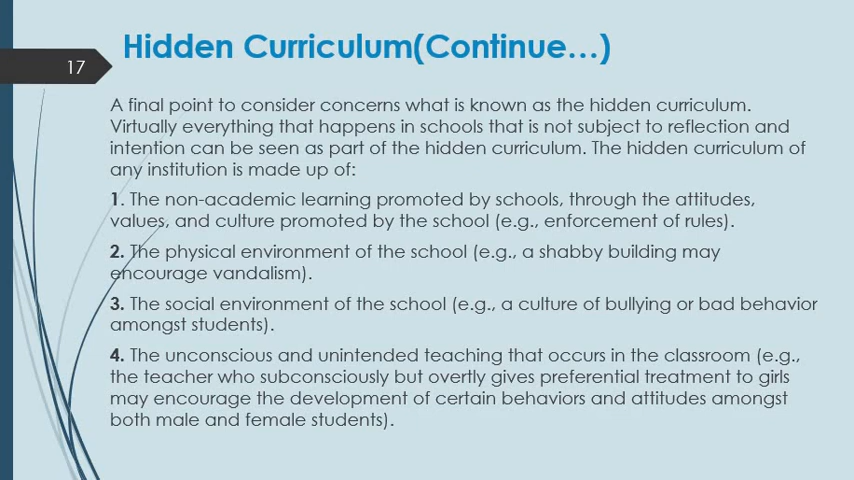 Hidden Curriculum(Continue…)
17
A final point to consider concerns what is known as the hidden curriculum.
Virtually everything that happens in schools that is not subject to reflection and
intention can be seen as part of the hidden curriculum. The hidden curriculum of
any institution is made up of:
1. The non-academic learning promoted by schools, through the attitudes,
values, and culture promoted by the school (e.g., enforcement of rules).
2. The physical environment of the school (e.g., a shabby building may
encourage vandalism).
3. The social environment of the school (e.g., a culture of bullying or bad behavior
amongst students).
4. The unconscious and unintended teaching that occurs in the classroom (e.g.,
the teacher who subconsciously but overtly gives preferential treatment to girls
may encourage the development of certain behaviors and attitudes amongst
both male and female students).